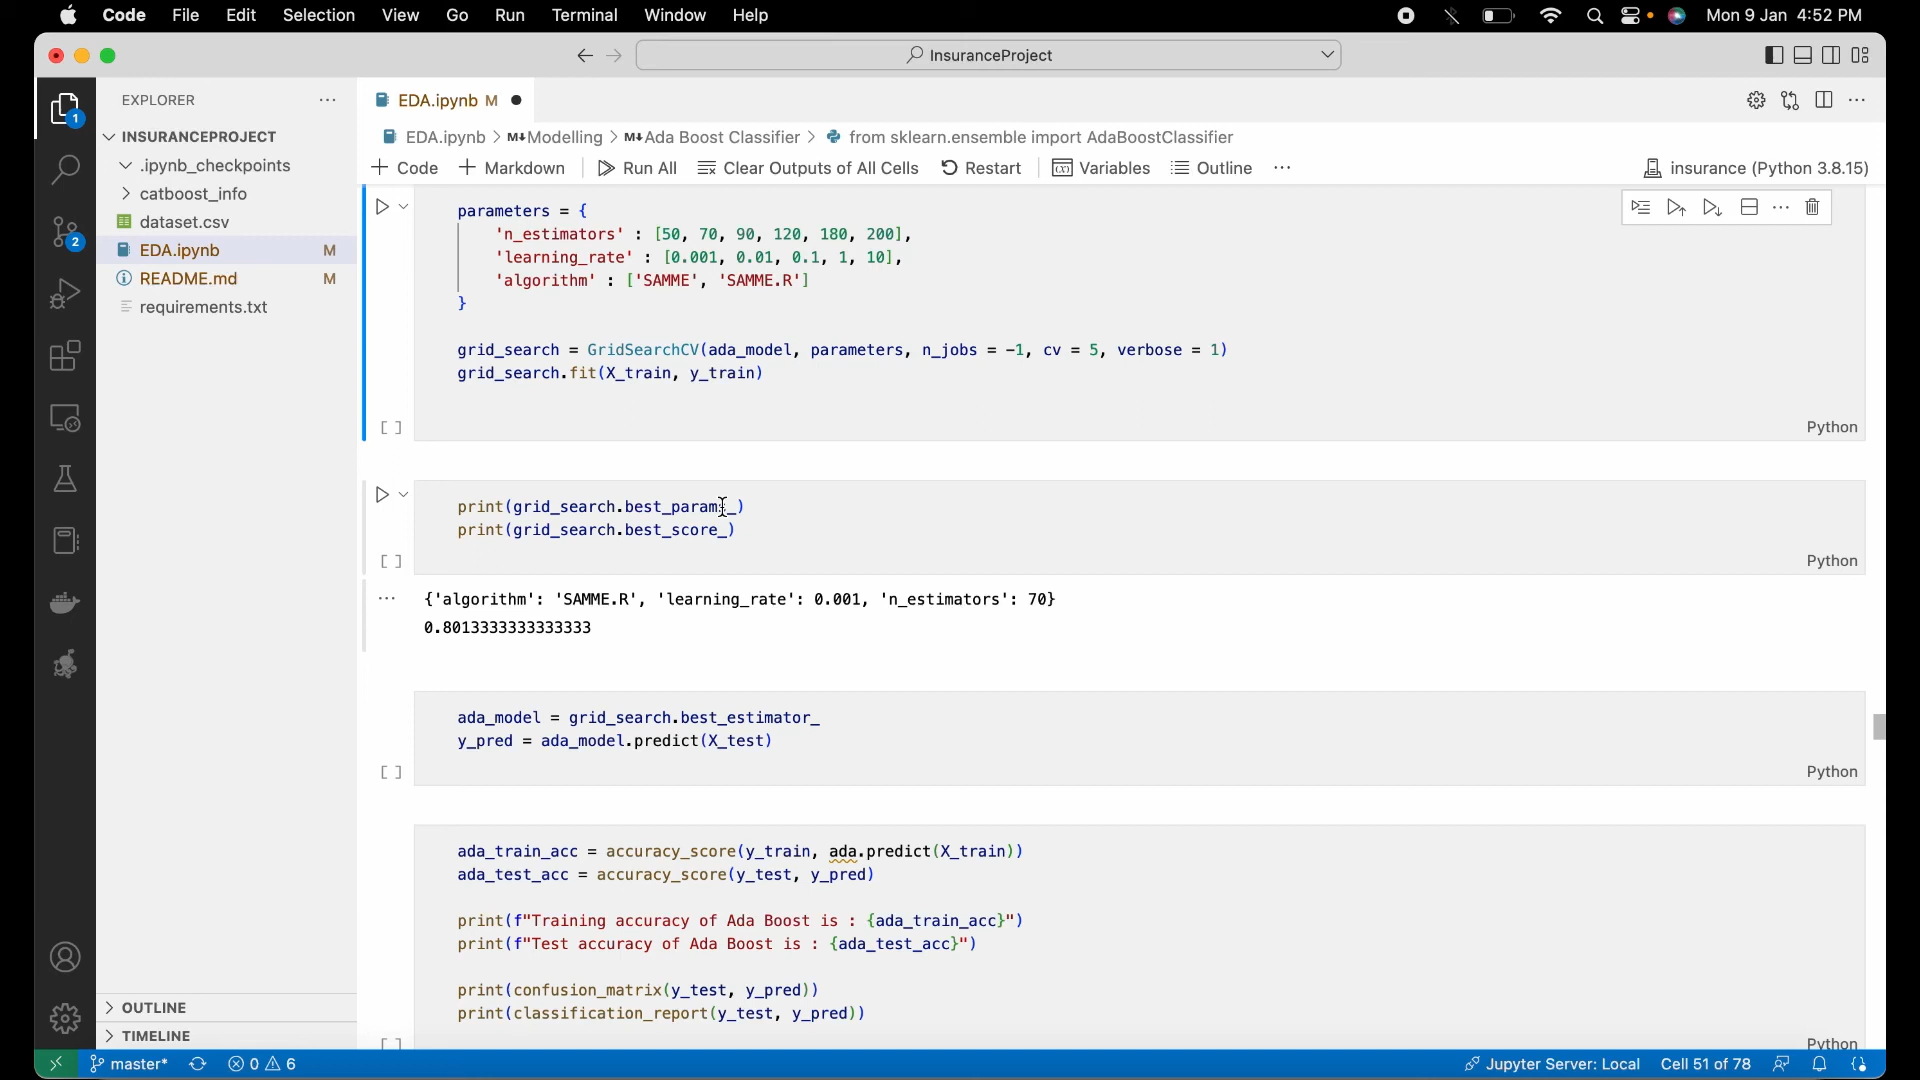 Code File Edit Selection View Go Run Terminal Window Help Mon 9 Jan 4:52 PM
InsuranceProject
EXPLORER
INSURANCEPROJECT
.ipynb_checkpoints
catboost_info
dataset.csv
EDA.ipynb M
README.md M
requirements.txt
OUTLINE
TIMELINE
1
2
EDA.ipynb M
EDA.ipynb > M↓Modelling > M↓Ada Boost Classifier > from sklearn.ensemble import AdaBoostClassifier
+ Code + Markdown Run All Clear Outputs of All Cells Restart Variables Outline ... insurance (Python 3.8.15)
parameters = {
'n_estimators' : [50, 70, 90, 120, 180, 200],
'learning_rate' : [0.001, 0.01, 0.1, 1, 10],
'algorithm' : ['SAMME', 'SAMME.R']
}
grid_search = GridSearchCV(ada_model, parameters, n_jobs = -1, cv = 5, verbose = 1)
grid_search.fit(X_train, y_train)
[ ] Python
print(grid_search.best_params_)
print(grid_search.best_score_)
[ ] Python
{'algorithm': 'SAMME.R', 'learning_rate': 0.001, 'n_estimators': 70}
0.8013333333333333
ada_model = grid_search.best_estimator_
y_pred = ada_model.predict(X_test)
[ ] Python
ada_train_acc = accuracy_score(y_train, ada.predict(X_train))
ada_test_acc = accuracy_score(y_test, y_pred)
print(f"Training accuracy of Ada Boost is : {ada_train_acc}")
print(f"Test accuracy of Ada Boost is : {ada_test_acc}")
print(confusion_matrix(y_test, y_pred))
print(classification_report(y_test, y_pred))
[ ] Python
master* 0 6 Jupyter Server: Local Cell 51 of 78